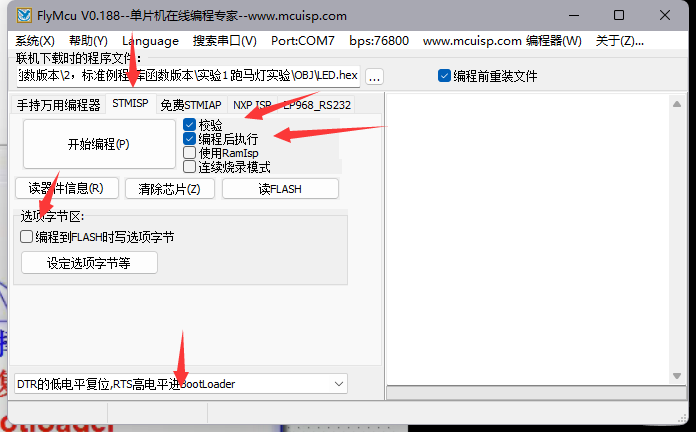 FlyMcu V0.188--单片机在线编程专家--www.mcuisp.com
系统(X) 帮助(Y) Language 搜索串口(V) Port:COM7 bps:76800 www.mcuisp.com 编程器(W) 关于(Z)...
联机下载时的程序文件:
数版本\2，标准例程 库函数版本\实验1 跑马灯实验\OBJ\LED.hex ... 编程前重装文件
手持万用编程器 STMISP 免费STMIAP NXP ISP EP968_RS232
开始编程(P)
校验
编程后执行
使用RamIsp
连续烧录模式
读器件信息(R) 清除芯片(Z) 读FLASH
选项字节区:
编程到FLASH时写选项字节
设定选项字节等
DTR的低电平复位,RTS高电平进BootLoader